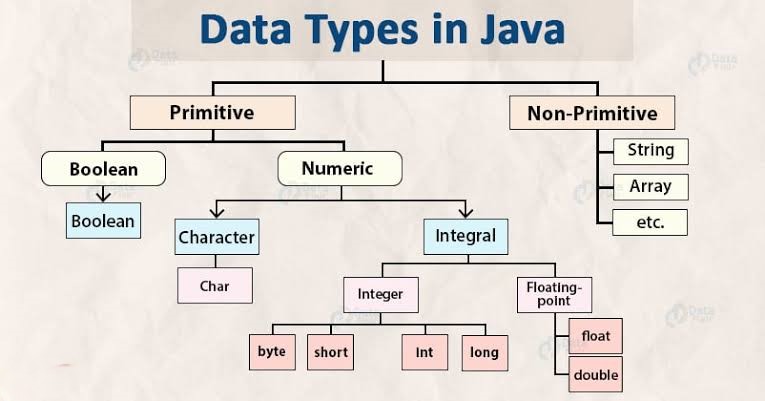 Data Types in Java
Primitive
Non-Primitive
Boolean
Numeric
String
Array
etc.
Boolean
Character
Integral
Char
Integer
Floating-
point
byte
short
Int
long
float
double